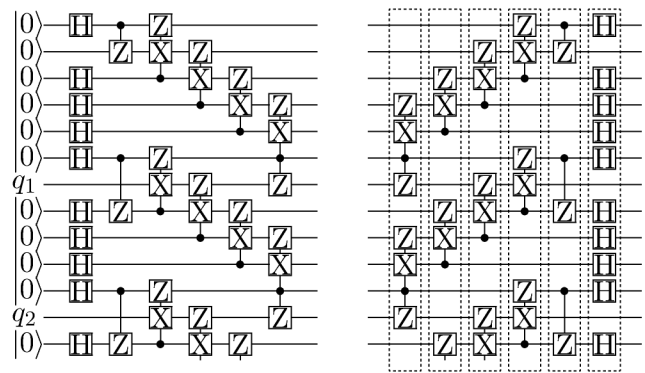 |0⟩ H Z Z H
|0⟩ Z X Z Z X Z
|0⟩ H X Z Z X H
|0⟩ H X Z Z X H
|0⟩ H X X H
|0⟩ H Z Z H
q₁ X Z Z Z Z X
|0⟩ H Z X Z Z X Z H
|0⟩ H X Z Z X H
|0⟩ H X X H
|0⟩ H Z Z H
q₂ X Z Z Z Z X
|0⟩ H Z X Z Z X Z H